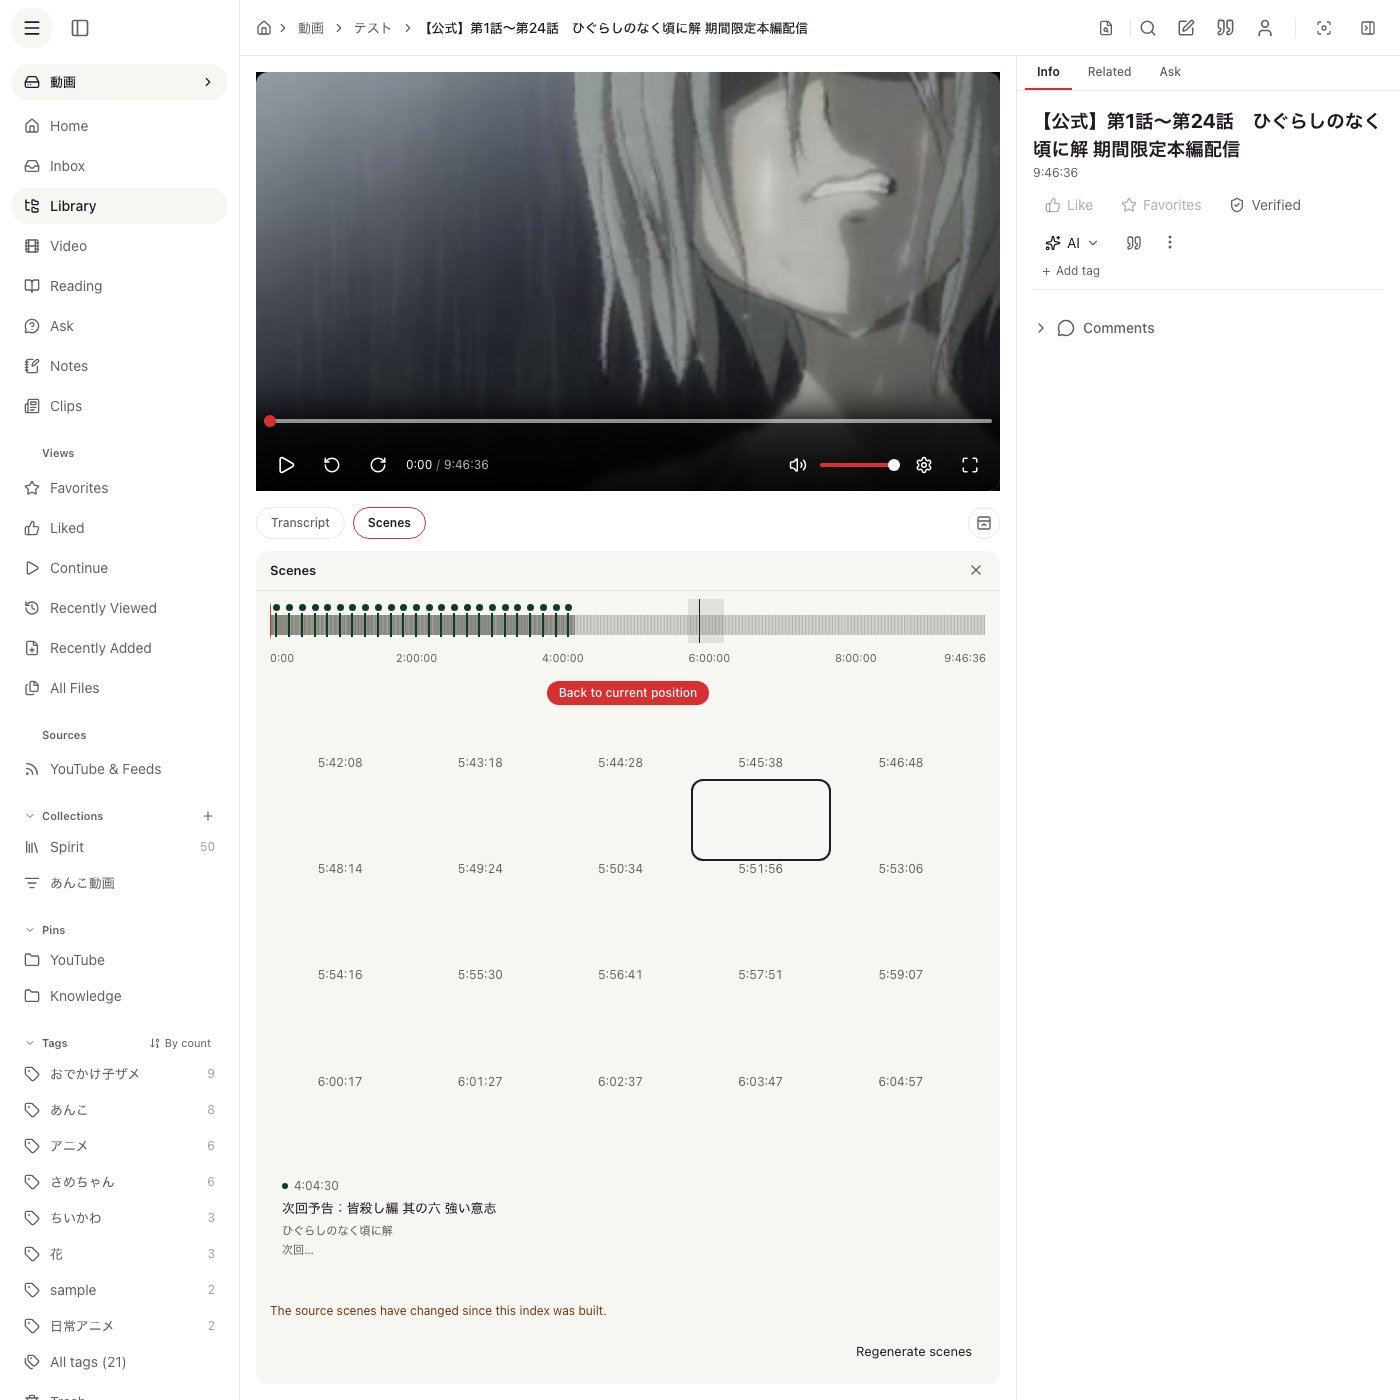 動画
テスト
【公式】第1話～第24話　ひぐらしのなく頃に解 期間限定本編配信
動画
Home
Inbox
Library
Video
Reading
Ask
Notes
Clips
Views
Favorites
Liked
Continue
Recently Viewed
Recently Added
All Files
Sources
YouTube & Feeds
Collections
Spirit 50
あんこ動画
Pins
YouTube
Knowledge
Tags By count
おでかけ子ザメ 9
あんこ 8
アニメ 6
さめちゃん 6
ちいかわ 3
花 3
sample 2
日常アニメ 2
All tags (21)
0:00 / 9:46:36
Transcript Scenes
Scenes
0:00 2:00:00 4:00:00 6:00:00 8:00:00 9:46:36
Back to current position
5:42:08 5:43:18 5:44:28 5:45:38 5:46:48
5:48:14 5:49:24 5:50:34 5:51:56 5:53:06
5:54:16 5:55:30 5:56:41 5:57:51 5:59:07
6:00:17 6:01:27 6:02:37 6:03:47 6:04:57
4:04:30
次回予告：皆殺し編 其の六 強い意志
ひぐらしのなく頃に解
次回...
The source scenes have changed since this index was built.
Regenerate scenes
Info Related Ask
【公式】第1話～第24話　ひぐらしのなく
頃に解 期間限定本編配信
9:46:36
Like Favorites Verified
AI
+ Add tag
Comments